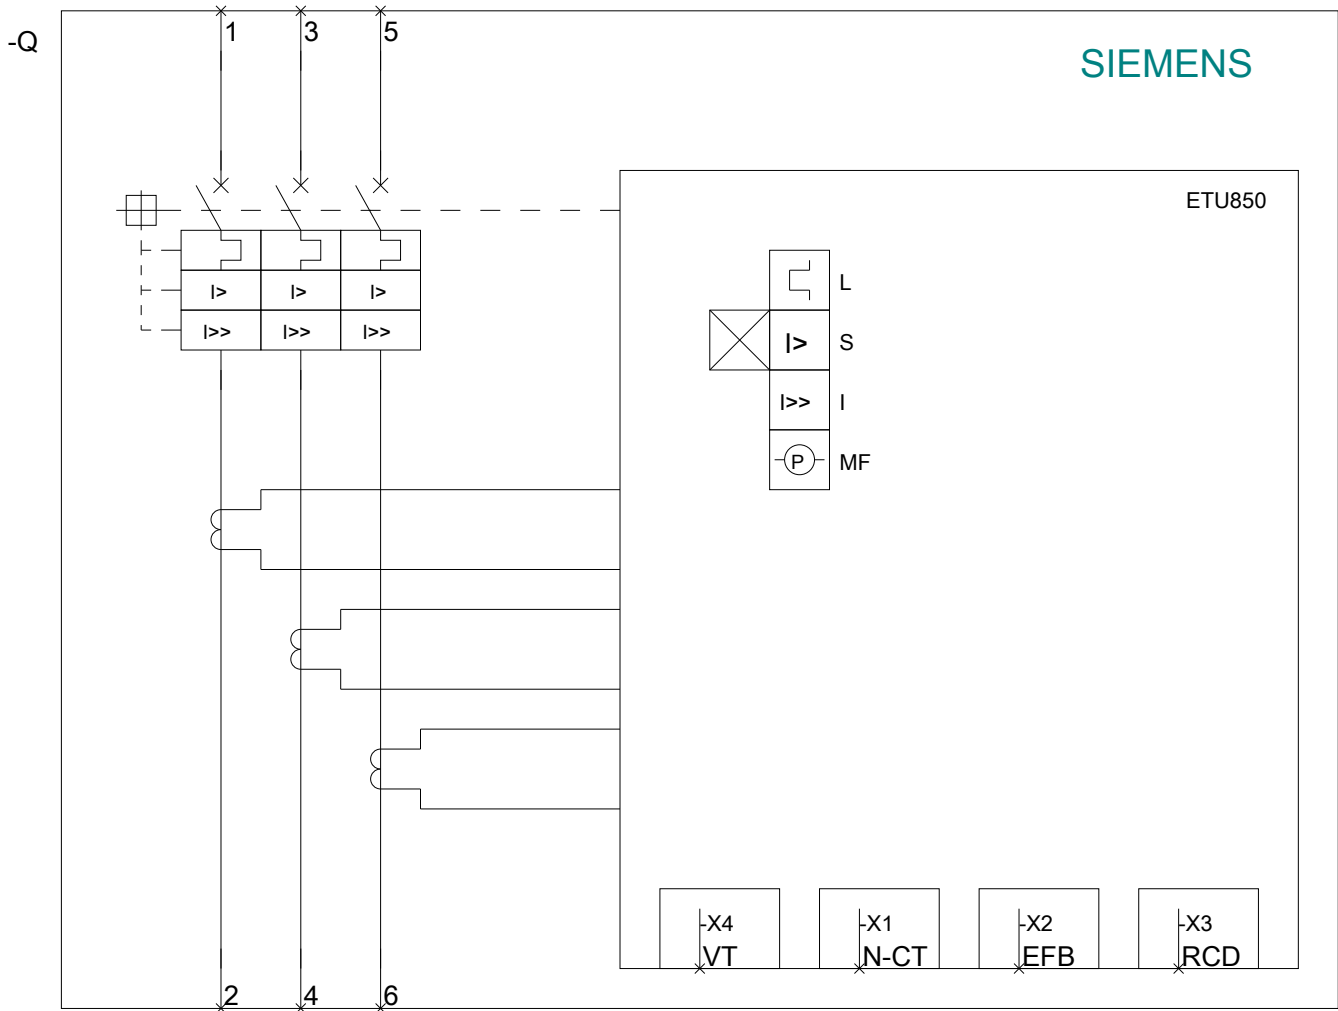 -Q
1 3 5
SIEMENS
ETU850
I> I> I>
I>> I>> I>>
L
I> S
I>> I
P MF
-X4 -X1 -X2 -X3
VT N-CT EFB RCD
2 4 6